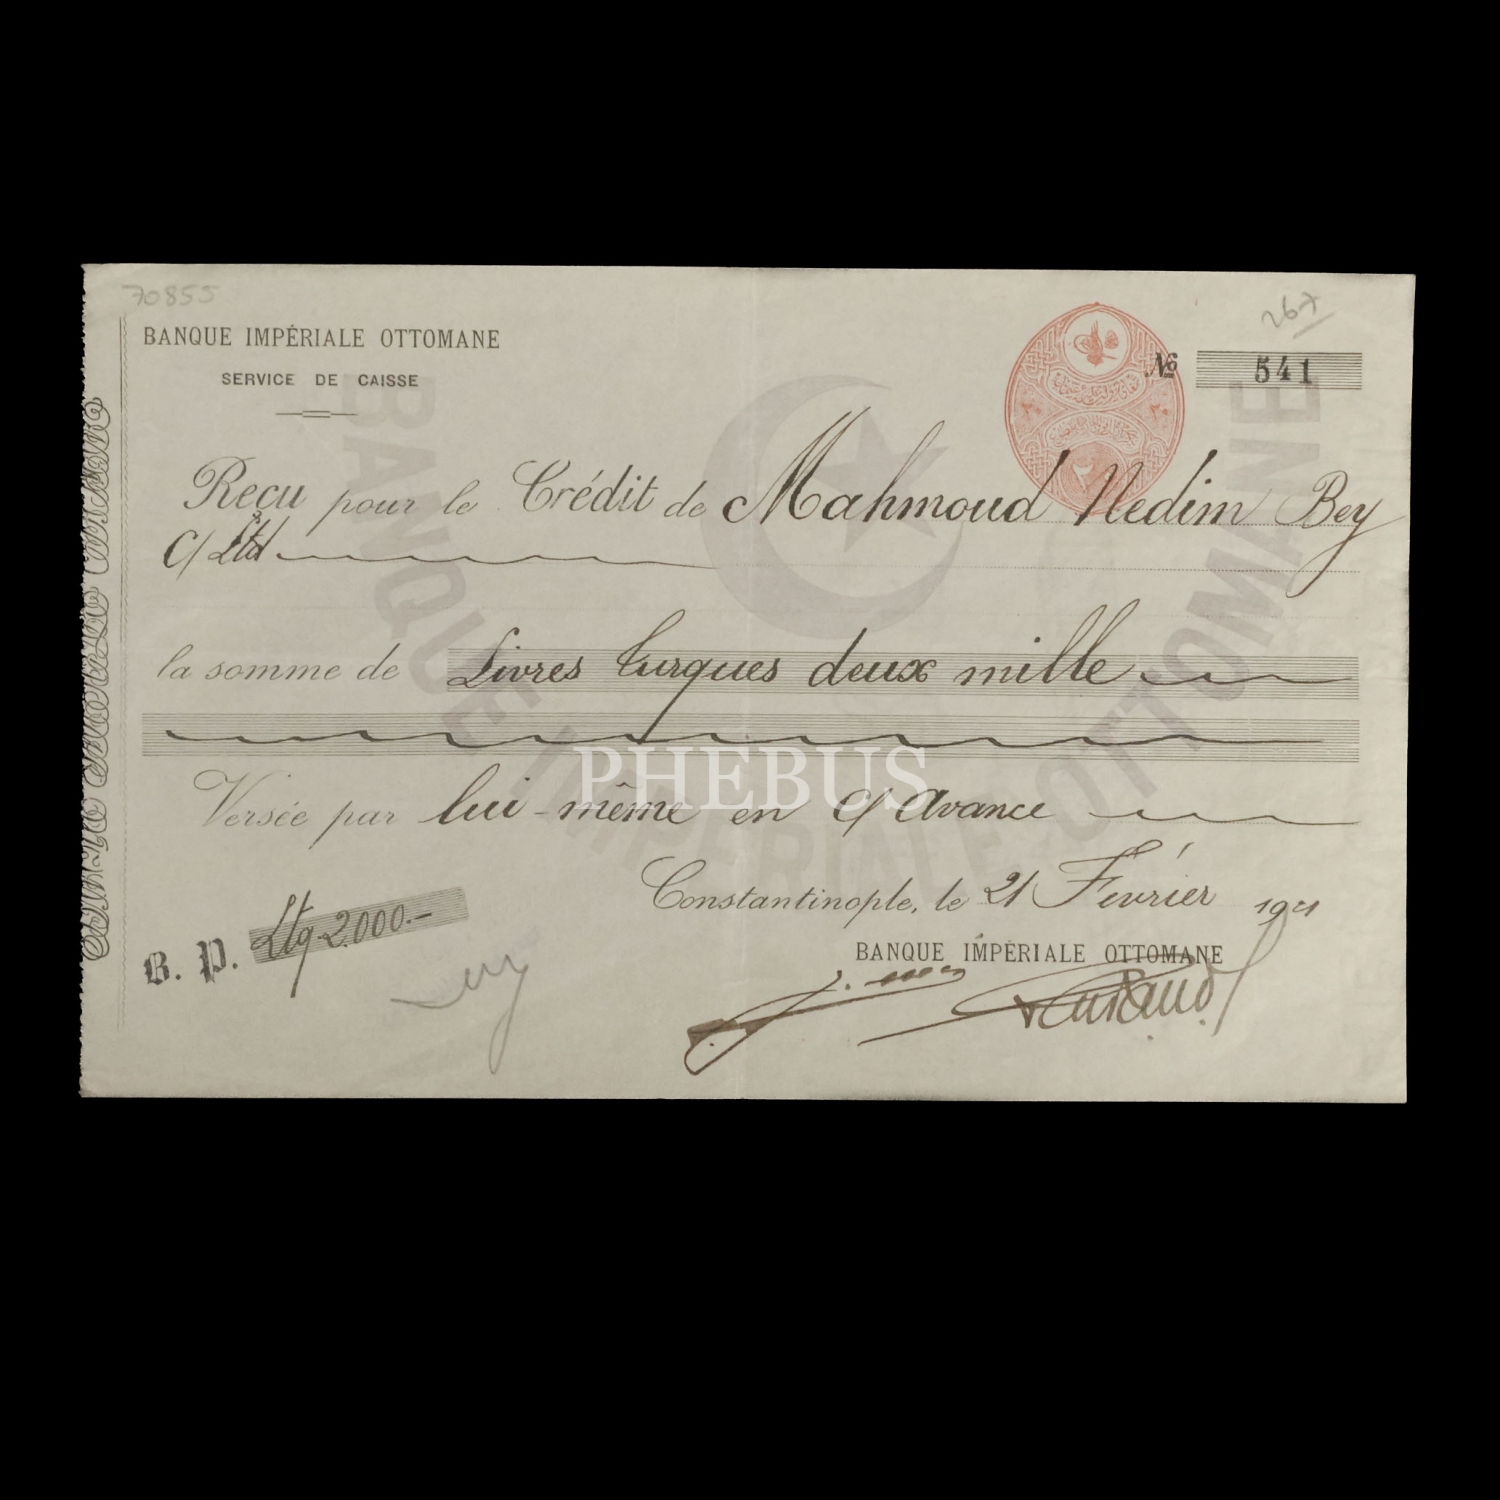 70855
BANQUE IMPÉRIALE OTTOMANE
SERVICE DE CAISSE
No 541
267
Reçu pour le Crédit de Mahmoud Nedim Bey
C/ Ltd
la somme de Livres turques deux mille
PHEBUS
Versée par lui-même en C/ Avance
Constantinople, le 21 Février 19
B. P. Ltq 2.000.-
BANQUE IMPÉRIALE OTTOMANE
BANQUE IMPÉRIALE OTTOMANE